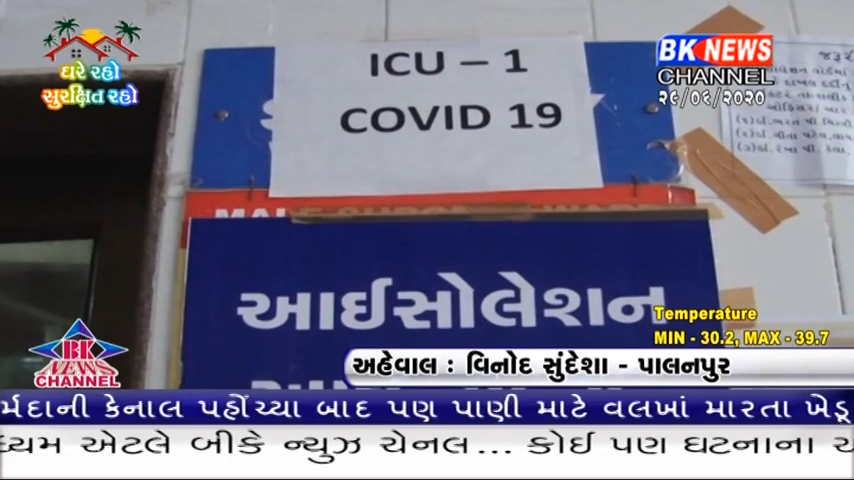 ઘરે રહો
સુરક્ષિત રહો
ICU – 1
COVID 19
BK NEWS
CHANNEL
૨૯/૦૬/૨૦૨૦
આઈસોલેશન
Temperature
MIN - 30.2, MAX - 39.7
અહેવાલ : વિનોદ સુંદેશા - પાલનપુર
BK
NEWS
CHANNEL
ર્મદાની કેનાલ પહોંચ્યા બાદ પણ પાણી માટે વલખાં મારતા ખેડૂ
ધ્યમ એટલે બીકે ન્યુઝ ચેનલ... કોઈ પણ ઘટનાના